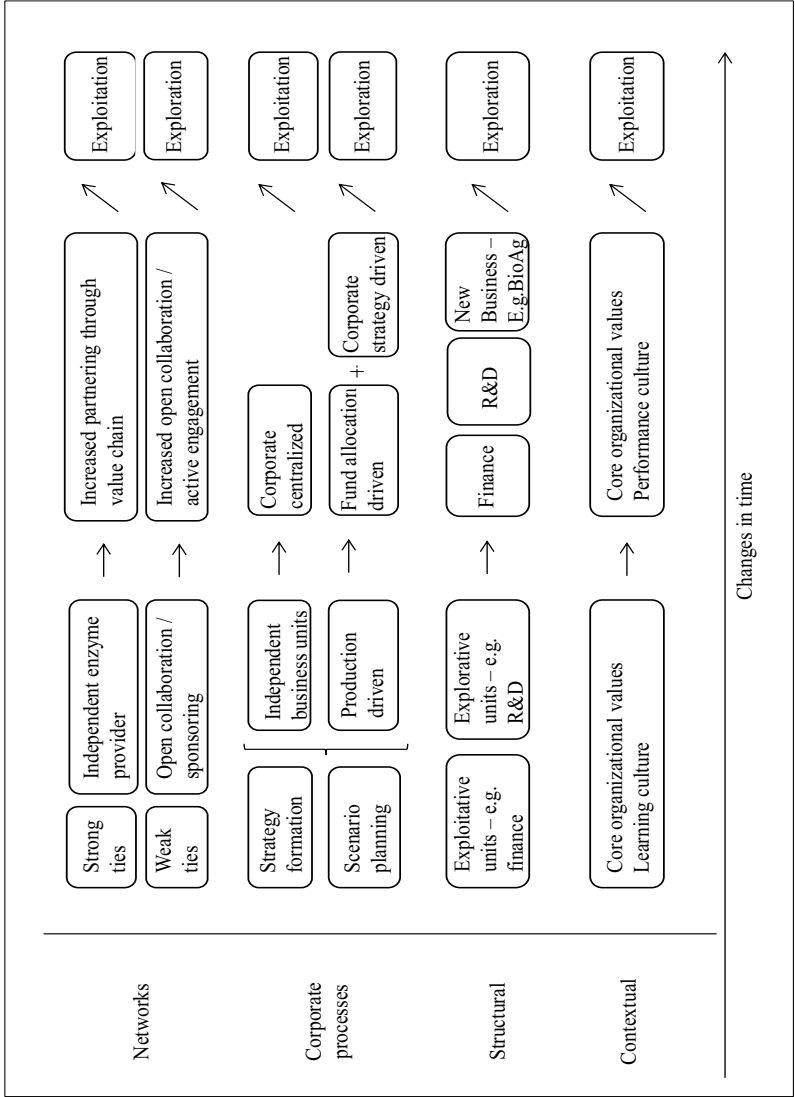 Networks
Strong
ties
Independent enzyme
provider
Increased partnering through
value chain
Exploitation
Weak
ties
Open collaboration /
sponsoring
Increased open collaboration /
active engagement
Exploration
Corporate
processes
Strategy
formation
Independent
business units
Corporate
centralized
Exploitation
Scenario
planning
Production
driven
Fund allocation
driven
+
Corporate
strategy driven
Exploration
Structural
Exploitative
units – e.g.
finance
Explorative
units – e.g.
R&D
Finance
R&D
New
Business –
E.g.BioAg
Exploration
Contextual
Core organizational values
Learning culture
Core organizational values
Performance culture
Exploitation
Changes in time